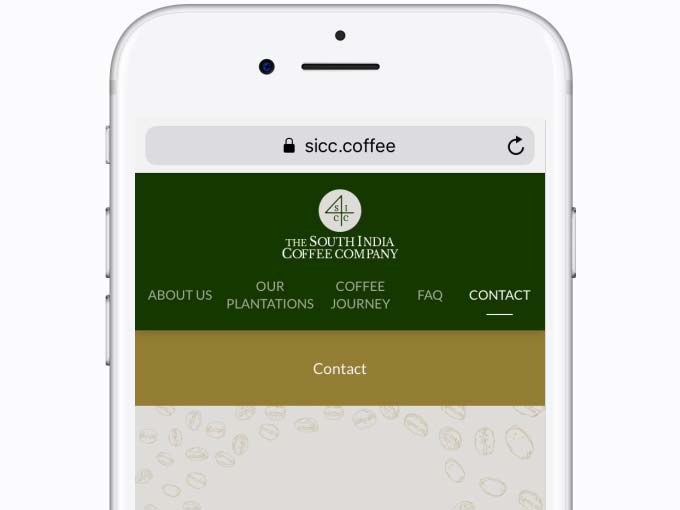 sicc.coffee
S I
C C
THE SOUTH INDIA
COFFEE COMPANY
ABOUT US
OUR
PLANTATIONS
COFFEE
JOURNEY
FAQ
CONTACT
Contact